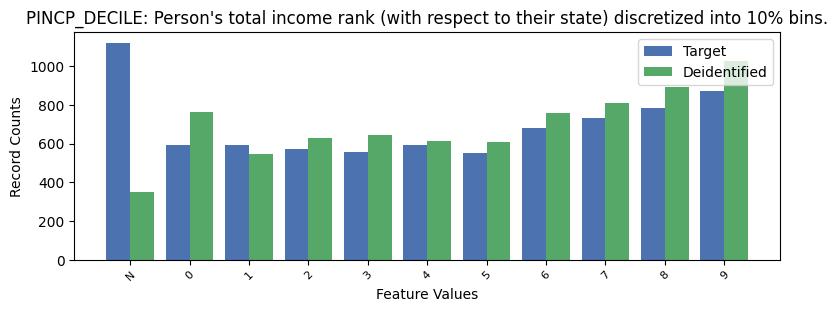 PINCP_DECILE: Person's total income rank (with respect to their state) discretized into 10% bins.
Target
Deidentified
Record Counts
1000
800
600
400
200
0
N 0 1 2 3 4 5 6 7 8 9
Feature Values